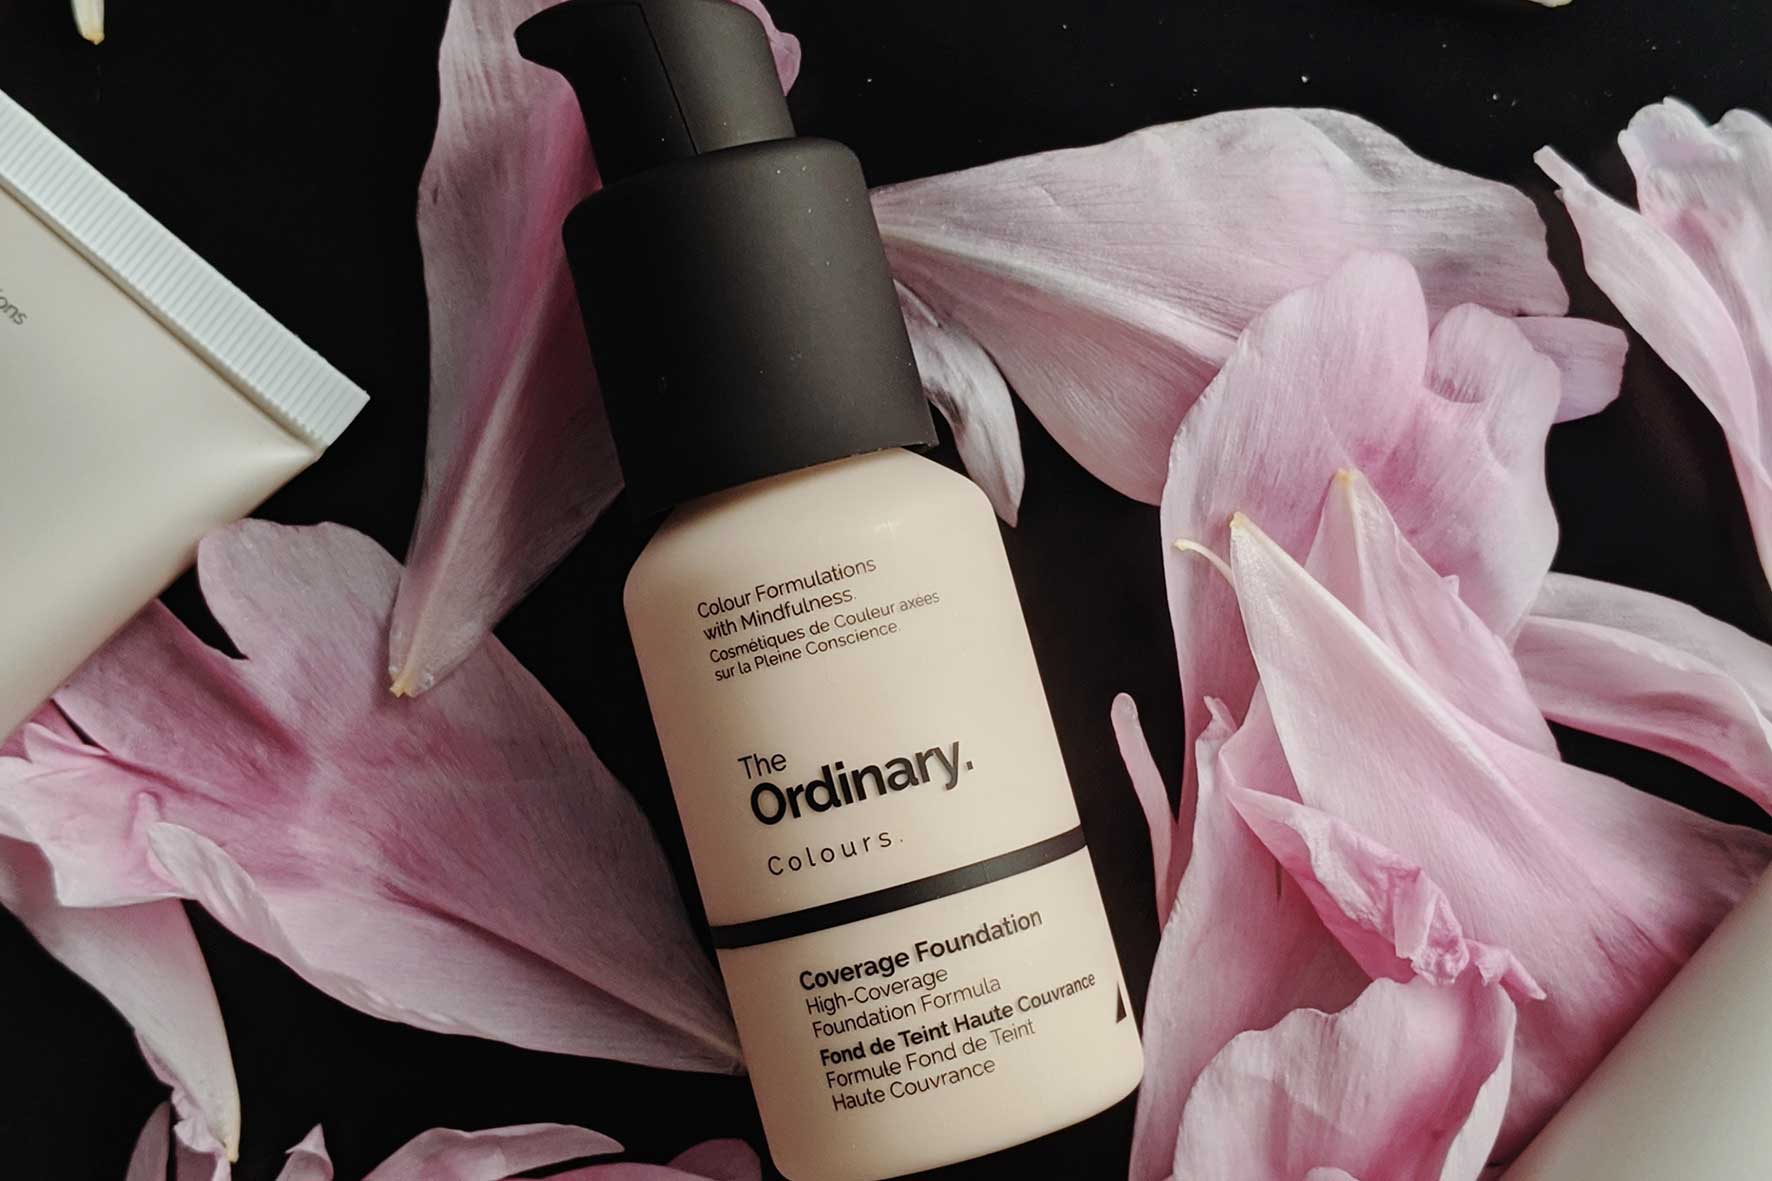 Colour Formulations
with Mindfulness.
Cosmétiques de Couleur axées
sur la Pleine Conscience.
The
Ordinary.
Colours.
Coverage Foundation
High-Coverage
Foundation Formula
Fond de Teint Haute Couvrance
Formule Fond de Teint
Haute Couvrance